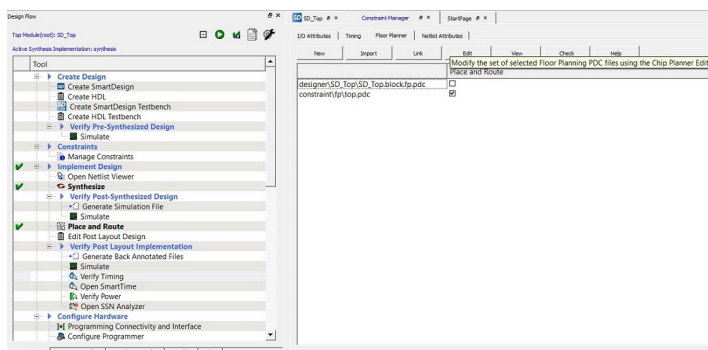 Design Flow
Top Module(root): SD_Top
Active Synthesis Implementation: synthesis
Tool
Create Design
Create SmartDesign
Create HDL
Create SmartDesign Testbench
Create HDL Testbench
Verify Pre-Synthesized Design
Simulate
Constraints
Manage Constraints
Implement Design
Open Netlist Viewer
Synthesize
Verify Post-Synthesized Design
Generate Simulation File
Simulate
Place and Route
Edit Post Layout Design
Verify Post Layout Implementation
Generate Back Annotated Files
Simulate
Verify Timing
Open SmartTime
Verify Power
Open SSN Analyzer
Configure Hardware
Programming Connectivity and Interface
Configure Programmer
SD_Top Constraint Manager StartPage
I/O Attributes Timing Floor Planner Netlist Attributes
New Import Link Edit View Check Help
Modify the set of selected Floor Planning PDC files using the Chip Planner Edit
Place and Route
designer\SD_Top\SD_Top.block.fp.pdc
constraint\fp\top.pdc